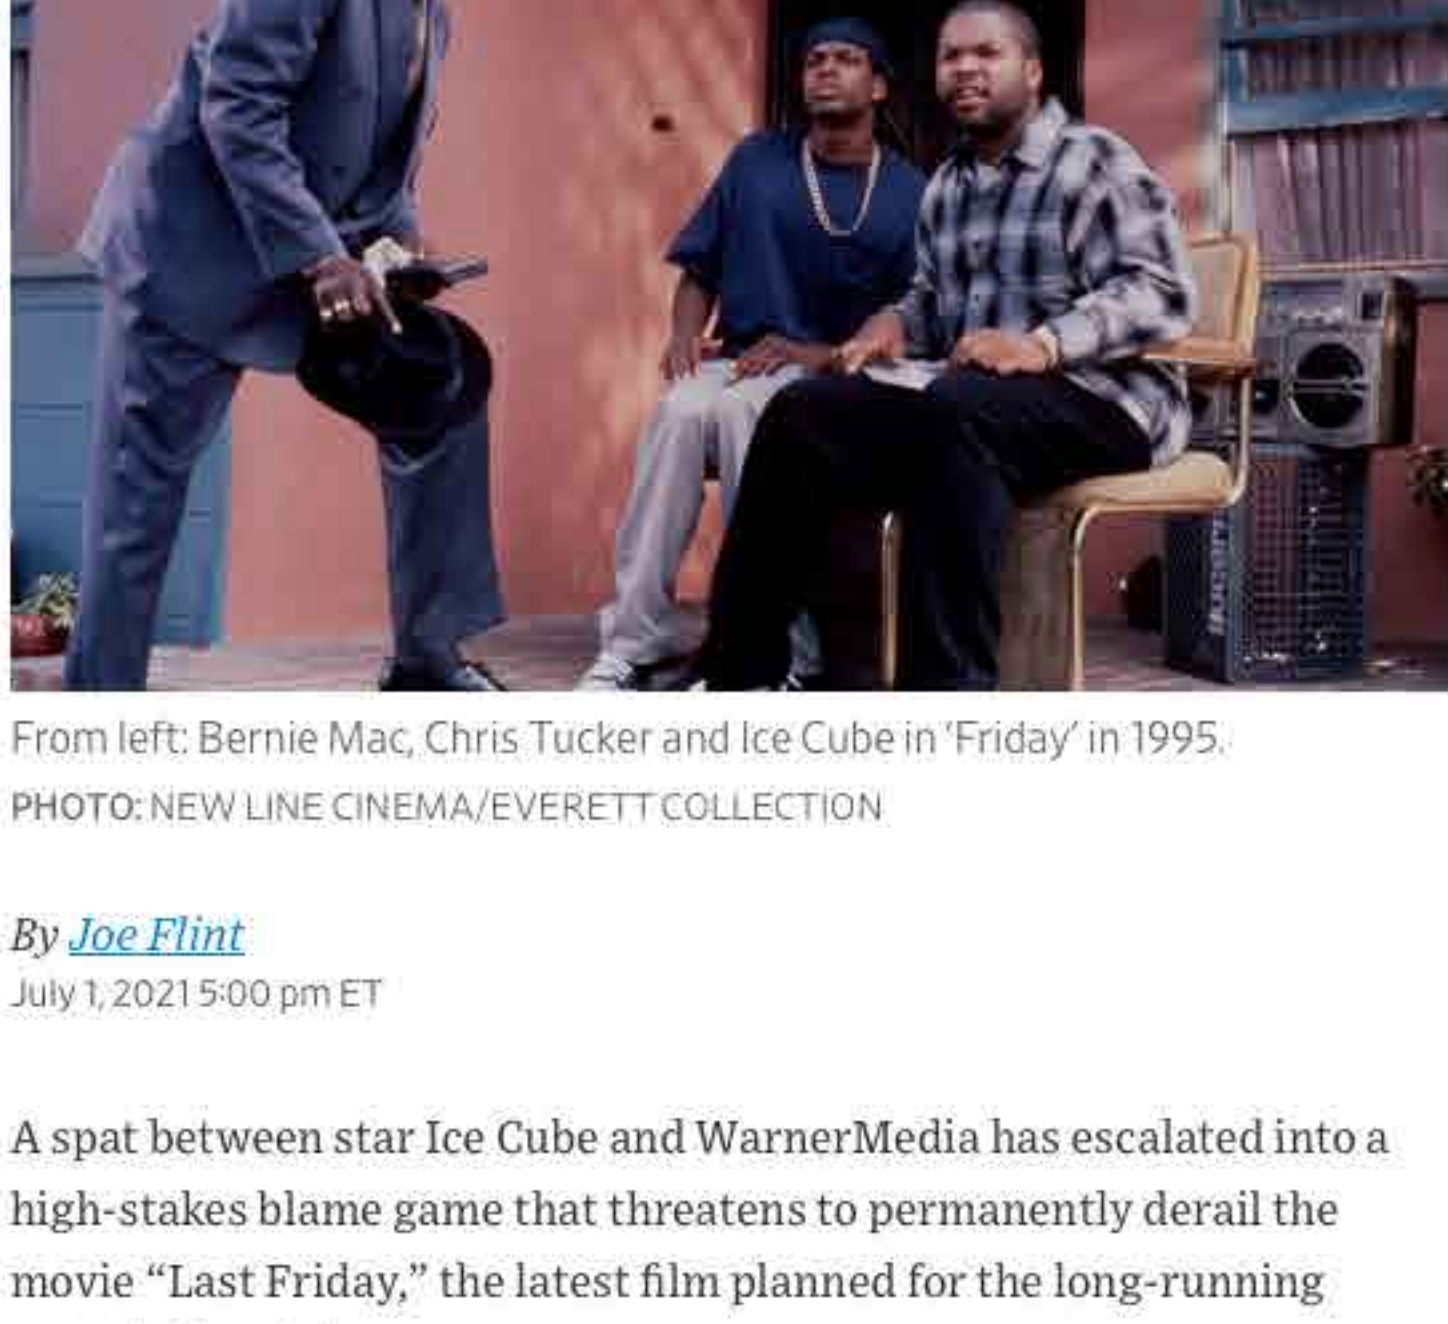 From left: Bernie Mac, Chris Tucker and Ice Cube in ‘Friday’ in 1995.
PHOTO: NEW LINE CINEMA/EVERETT COLLECTION
By Joe Flint
July 1, 2021 5:00 pm ET
A spat between star Ice Cube and WarnerMedia has escalated into a
high-stakes blame game that threatens to permanently derail the
movie “Last Friday,” the latest film planned for the long-running